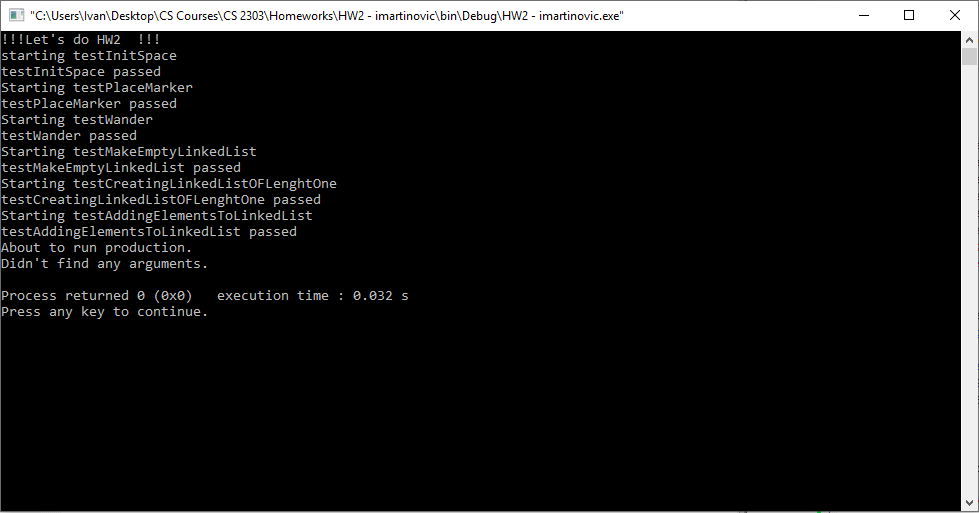 "C:\Users\Ivan\Desktop\CS Courses\CS 2303\Homeworks\HW2 - imartinovic\bin\Debug\HW2 - imartinovic.exe"
!!!Let's do HW2  !!!
starting testInitSpace
testInitSpace passed
Starting testPlaceMarker
testPlaceMarker passed
Starting testWander
testWander passed
Starting testMakeEmptyLinkedList
testMakeEmptyLinkedList passed
Starting testCreatingLinkedListOFLenghtOne
testCreatingLinkedListOFLenghtOne passed
Starting testAddingElementsToLinkedList
testAddingElementsToLinkedList passed
About to run production.
Didn't find any arguments.
Process returned 0 (0x0)   execution time : 0.032 s
Press any key to continue.